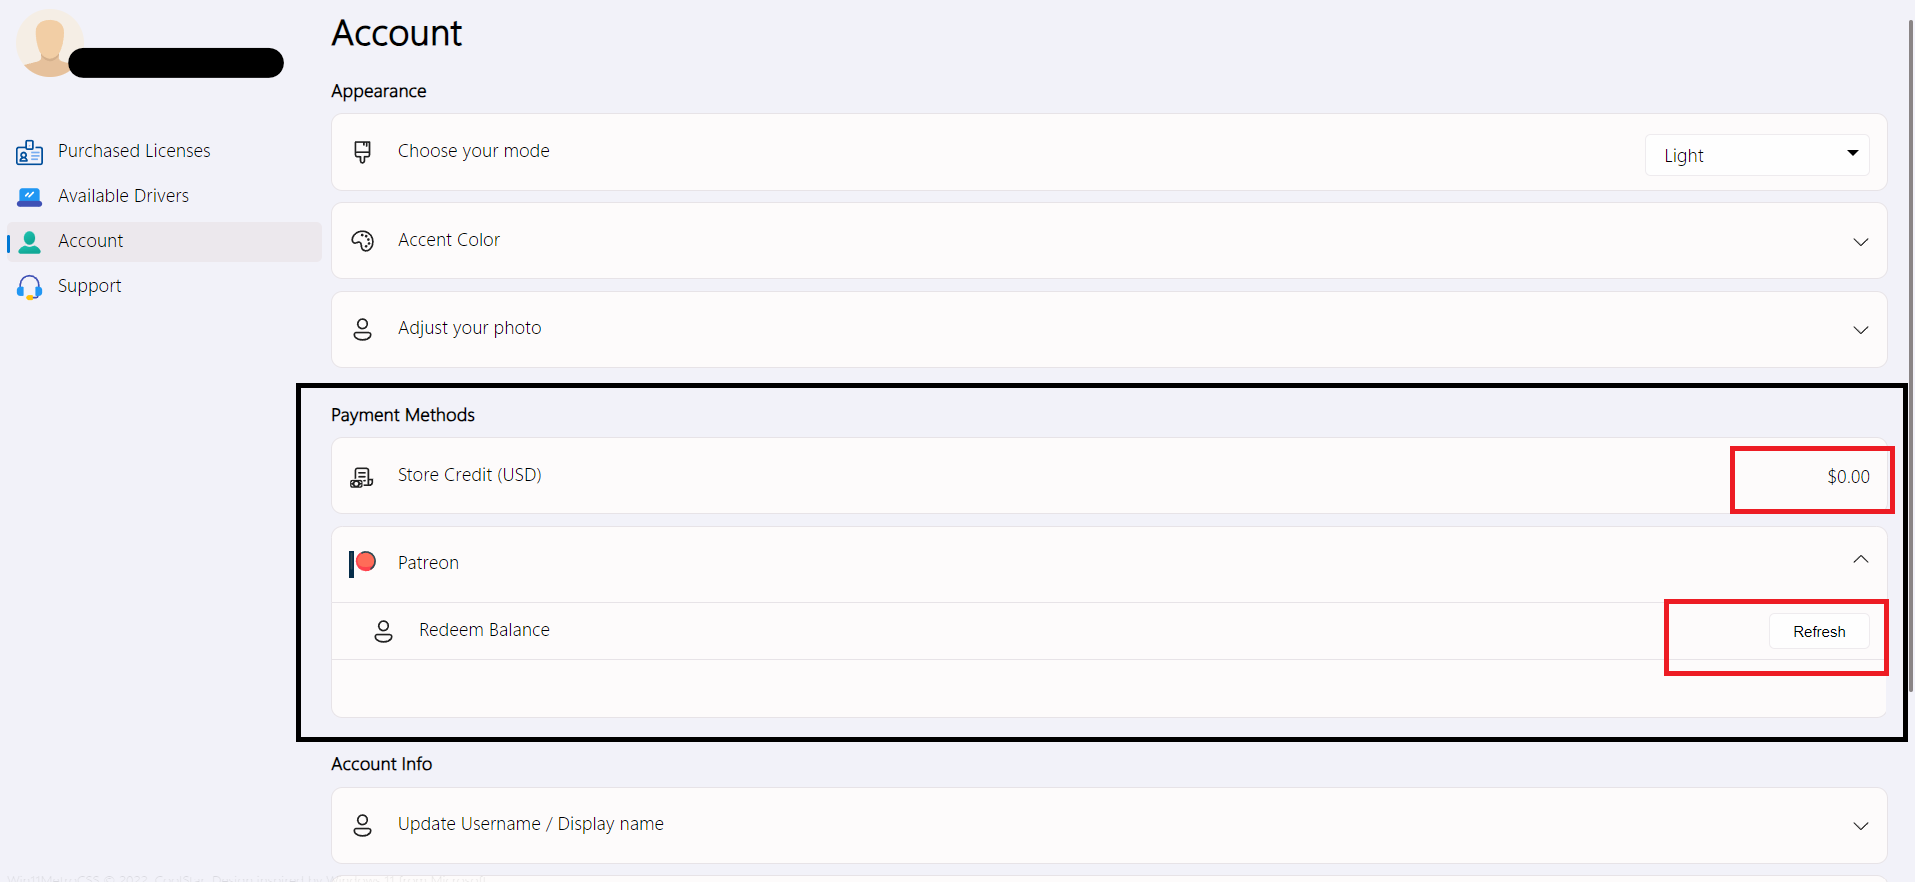 Account
Appearance
Purchased Licenses
Choose your mode
Light
Available Drivers
Account
Accent Color
Support
Adjust your photo
Payment Methods
Store Credit (USD)
$0.00
Patreon
Redeem Balance
Refresh
Account Info
Update Username / Display name